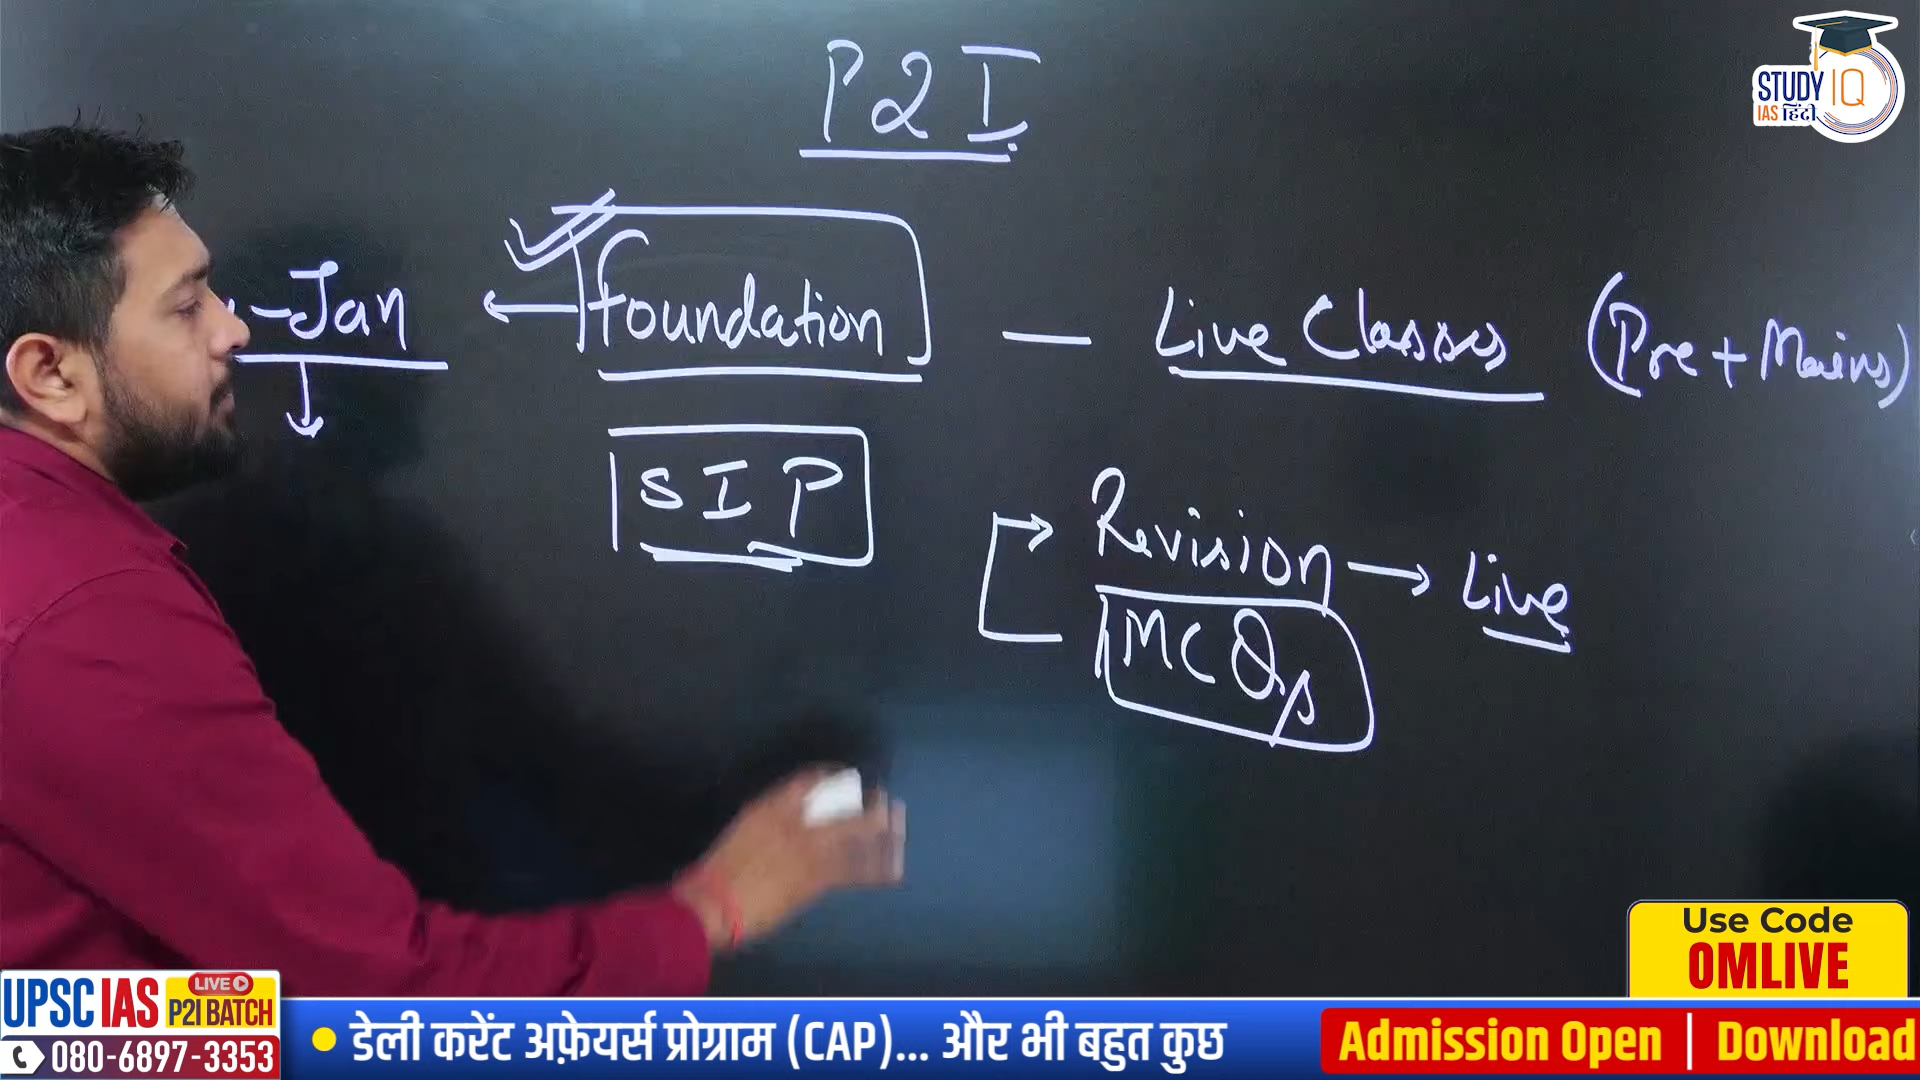 P2I
STUDY IQ
IAS हिंदी
-Jan ← foundation — Live Classes (Pre + Mains)
SIP
Revision → Live
MCQs
Use Code
OMLIVE
UPSC IAS LIVE P2I BATCH
080-6897-3353
डेली करेंट अफ़ेयर्स प्रोग्राम (CAP)... और भी बहुत कुछ
Admission Open | Download